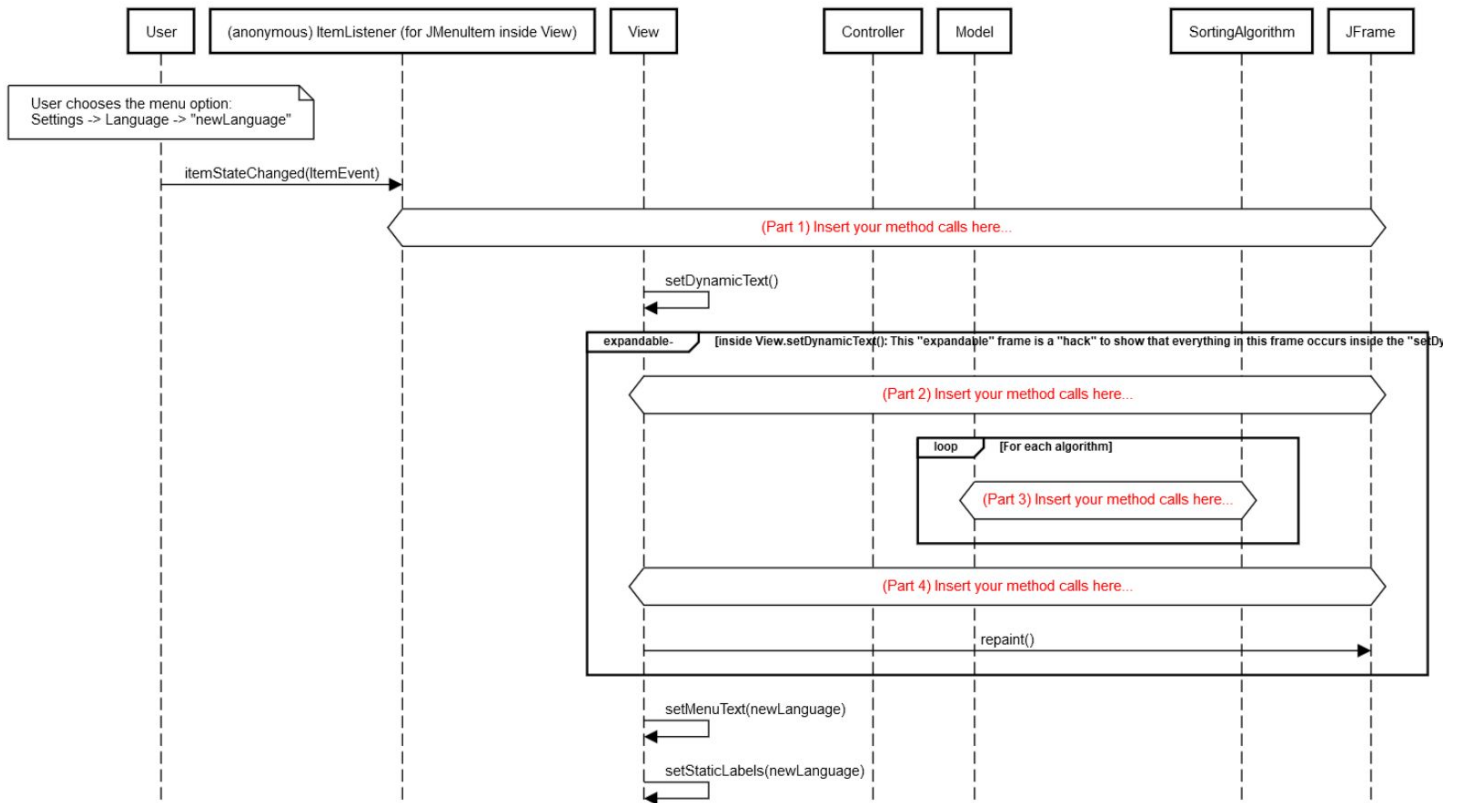 User
(anonymous) ItemListener (for JMenuItem inside View)
View
Controller
Model
SortingAlgorithm
JFrame
User chooses the menu option:
Settings -> Language -> "newLanguage"
itemStateChanged(ItemEvent)
(Part 1) Insert your method calls here...
setDynamicText()
expandable-
[inside View.setDynamicText(): This "expandable" frame is a "hack" to show that everything in this frame occurs inside the "setDy
(Part 2) Insert your method calls here...
loop
[For each algorithm]
(Part 3) Insert your method calls here...
(Part 4) Insert your method calls here...
repaint()
setMenuText(newLanguage)
setStaticLabels(newLanguage)